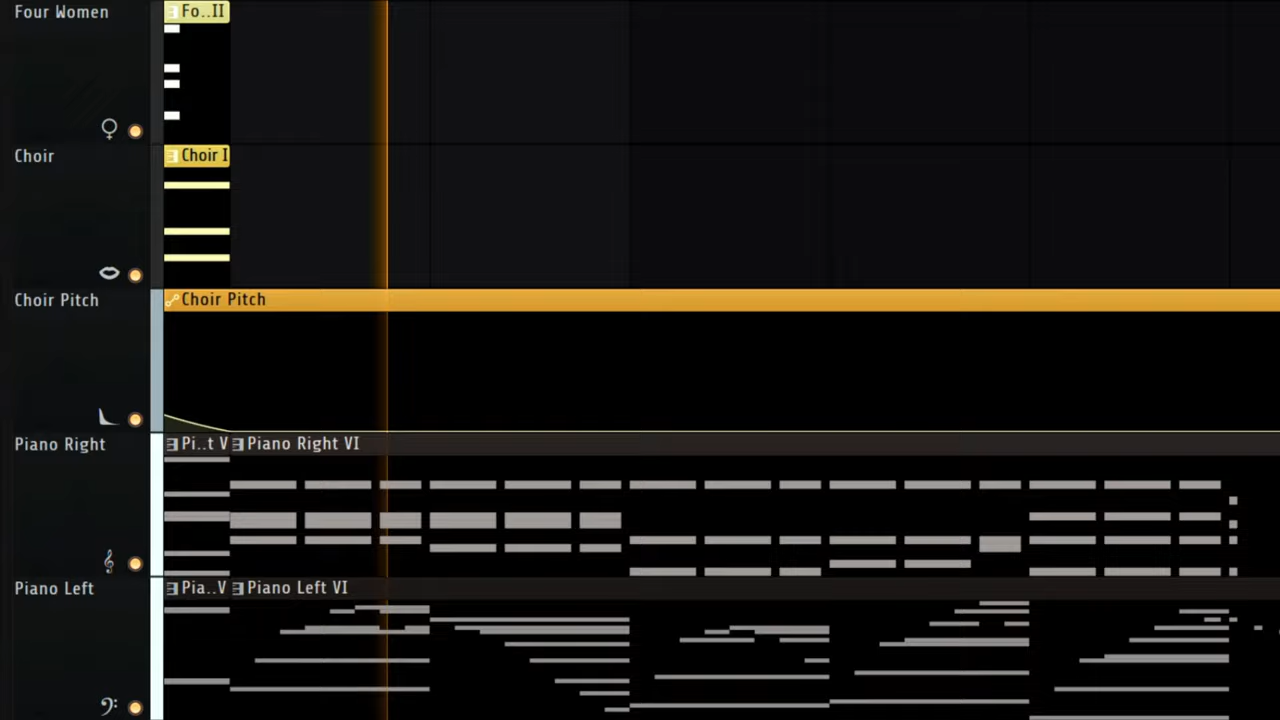 Four Women
Fo..II
Choir
Choir I
Choir Pitch
Choir Pitch
Piano Right
Pi..t V
Piano Right VI
Piano Left
Pia..V
Piano Left VI